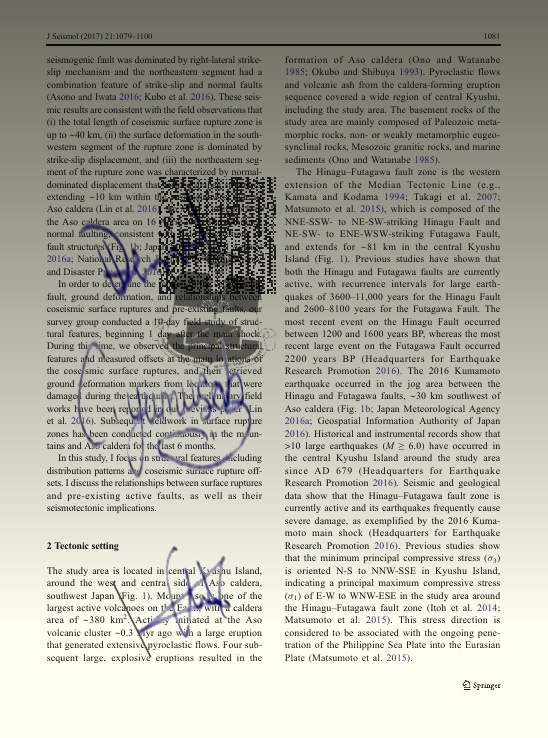 J Seismol (2017) 21:1079–1100
1081
seismogenic fault was dominated by right-lateral strike-
slip mechanism and the northeastern segment had a
combination feature of strike-slip and normal faults
(Asono and Iwata 2016; Kubo et al. 2016). These seis-
mic results are consistent with the field observations that
(i) the total length of coseismic surface rupture zone is
up to ~40 km, (ii) the surface deformation in the south-
western segment of the rupture zone is dominated by
strike-slip displacement, and (iii) the northeastern seg-
ment of the rupture zone was characterized by normal-
dominated displacement that
extending ~10 km within the
Aso caldera (Lin et al. 2016
the Aso caldera area on 16
normal faulting, consistent
fault structures (Fig. 1b; Japan
2016a; National Research
and Disaster
In order to the
fault, ground deformation, and relationships between
coseismic surface ruptures and pre-existing faults, our
survey group conducted a 10-day field study of struc-
tural features, beginning 1 day after the main shock.
During this time, we observed the principal structural
features and measured offsets at the main locations of
the coseismic surface ruptures, and then retrieved
ground deformation markers from locations that were
damaged during the earthquake. The preliminary field
works have been reported in our previous (Lin
et al. 2016). Subsequent fieldwork in surface rupture
zones has been conducted continuously in the moun-
tains and Aso caldera for the last 6 months.
In this study, I focus on structural features, including
distribution patterns and coseismic surface rupture off-
sets. I discuss the relationships between surface ruptures
and pre-existing active faults, as well as their
seismotectonic implications.
2 Tectonic setting
The study area is located in central Kyushu Island,
around the west and central side of Aso caldera,
southwest Japan (Fig. 1). Mount Aso is one of the
largest active volcanoes on the Earth, with a caldera
area of ~380 km². Activity initiated at the Aso
volcanic cluster ~0.3 Myr ago with a large eruption
that generated extensive pyroclastic flows. Four sub-
sequent large, explosive eruptions resulted in the
formation of Aso caldera (Ono and Watanabe
1985; Okubo and Shibuya 1993). Pyroclastic flows
and volcanic ash from the caldera-forming eruption
sequence covered a wide region of central Kyushu,
including the study area. The basement rocks of the
study area are mainly composed of Paleozoic meta-
morphic rocks, non- or weakly metamorphic eugeo-
synclinal rocks, Mesozoic granitic rocks, and marine
sediments (Ono and Watanabe 1985).
The Hinagu–Futagawa fault zone is the western
extension of the Median Tectonic Line (e.g.,
Kamata and Kodama 1994; Takagi et al. 2007;
Matsumoto et al. 2015), which is composed of the
NNE-SSW- to NE-SW-striking Hinagu Fault and
NE-SW- to ENE-WSW-striking Futagawa Fault,
and extends for ~81 km in the central Kyushu
Island (Fig. 1). Previous studies have shown that
both the Hinagu and Futagawa faults are currently
active, with recurrence intervals for large earth-
quakes of 3600–11,000 years for the Hinagu Fault
and 2600–8100 years for the Futagawa Fault. The
most recent event on the Hinagu Fault occurred
between 1200 and 1600 years BP, whereas the most
recent large event on the Futagawa Fault occurred
2200 years BP (Headquarters for Earthquake
Research Promotion 2016). The 2016 Kumamoto
earthquake occurred in the jog area between the
Hinagu and Futagawa faults, ~30 km southwest of
Aso caldera (Fig. 1b; Japan Meteorological Agency
2016a; Geospatial Information Authority of Japan
2016). Historical and instrumental records show that
>10 large earthquakes (M ≥ 6.0) have occurred in
the central Kyushu Island around the study area
since AD 679 (Headquarters for Earthquake
Research Promotion 2016). Seismic and geological
data show that the Hinagu–Futagawa fault zone is
currently active and its earthquakes frequently cause
severe damage, as exemplified by the 2016 Kuma-
moto main shock (Headquarters for Earthquake
Research Promotion 2016). Previous studies show
that the minimum principal compressive stress (σ₃)
is oriented N-S to NNW-SSE in Kyushu Island,
indicating a principal maximum compressive stress
(σ₁) of E-W to WNW-ESE in the study area around
the Hinagu–Futagawa fault zone (Itoh et al. 2014;
Matsumoto et al. 2015). This stress direction is
considered to be associated with the ongoing pene-
tration of the Philippine Sea Plate into the Eurasian
Plate (Matsumoto et al. 2015).
Springer